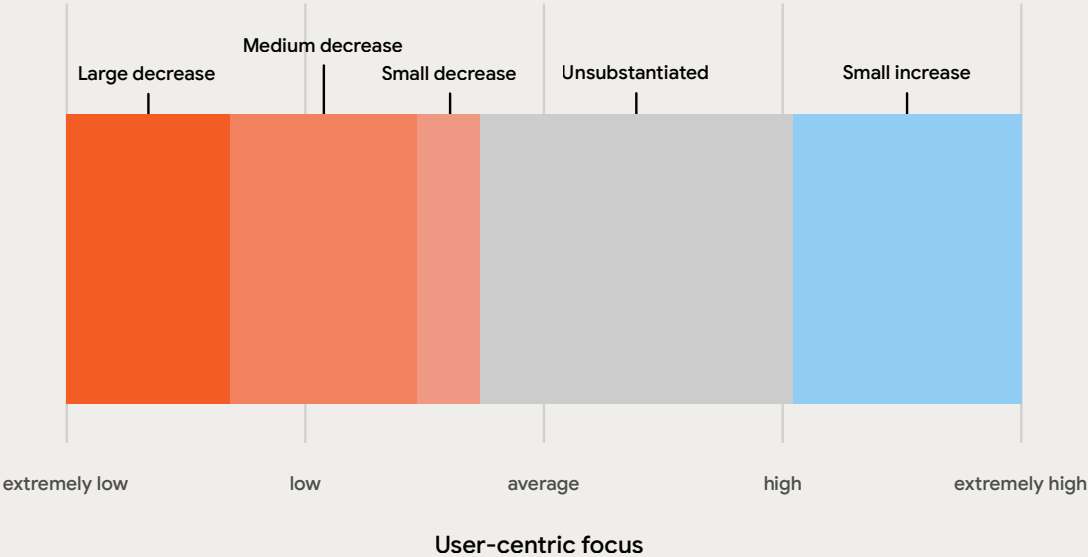 Medium decrease
Large decrease
Small decrease
Unsubstantiated
Small increase
extremely low
low
average
high
extremely high
User-centric focus